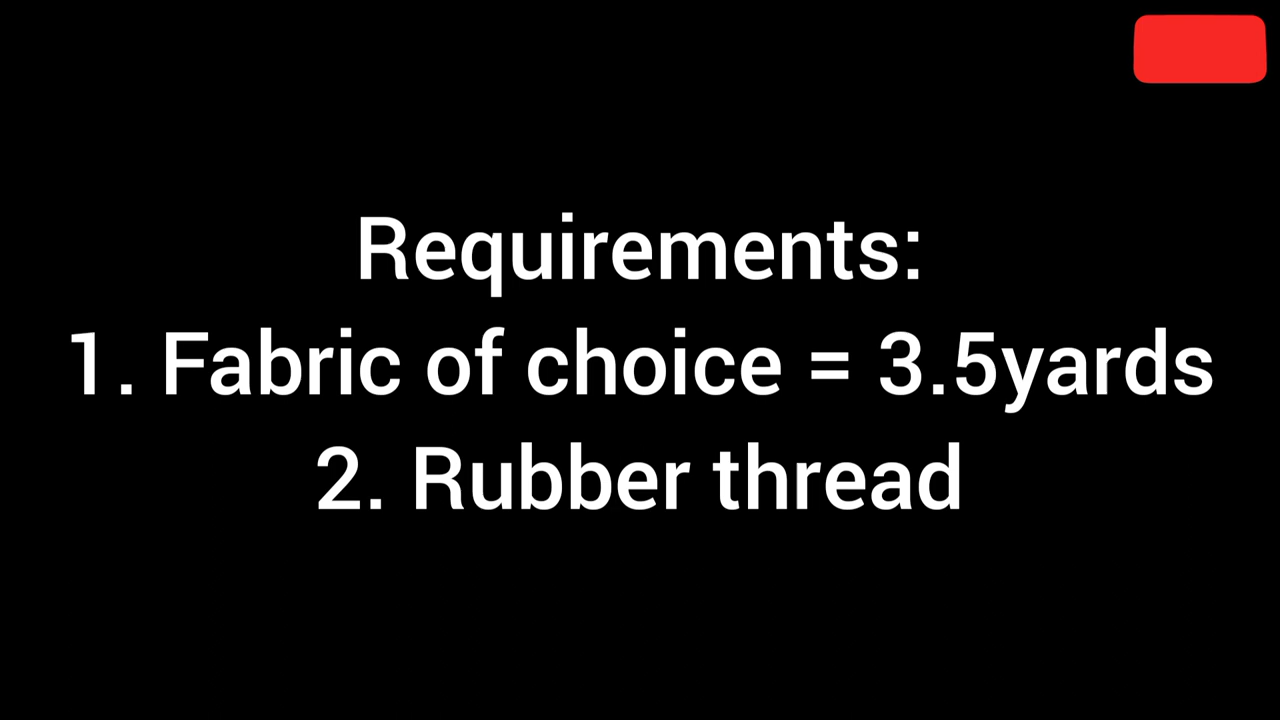 Requirements:
1. Fabric of choice = 3.5yards
2. Rubber thread